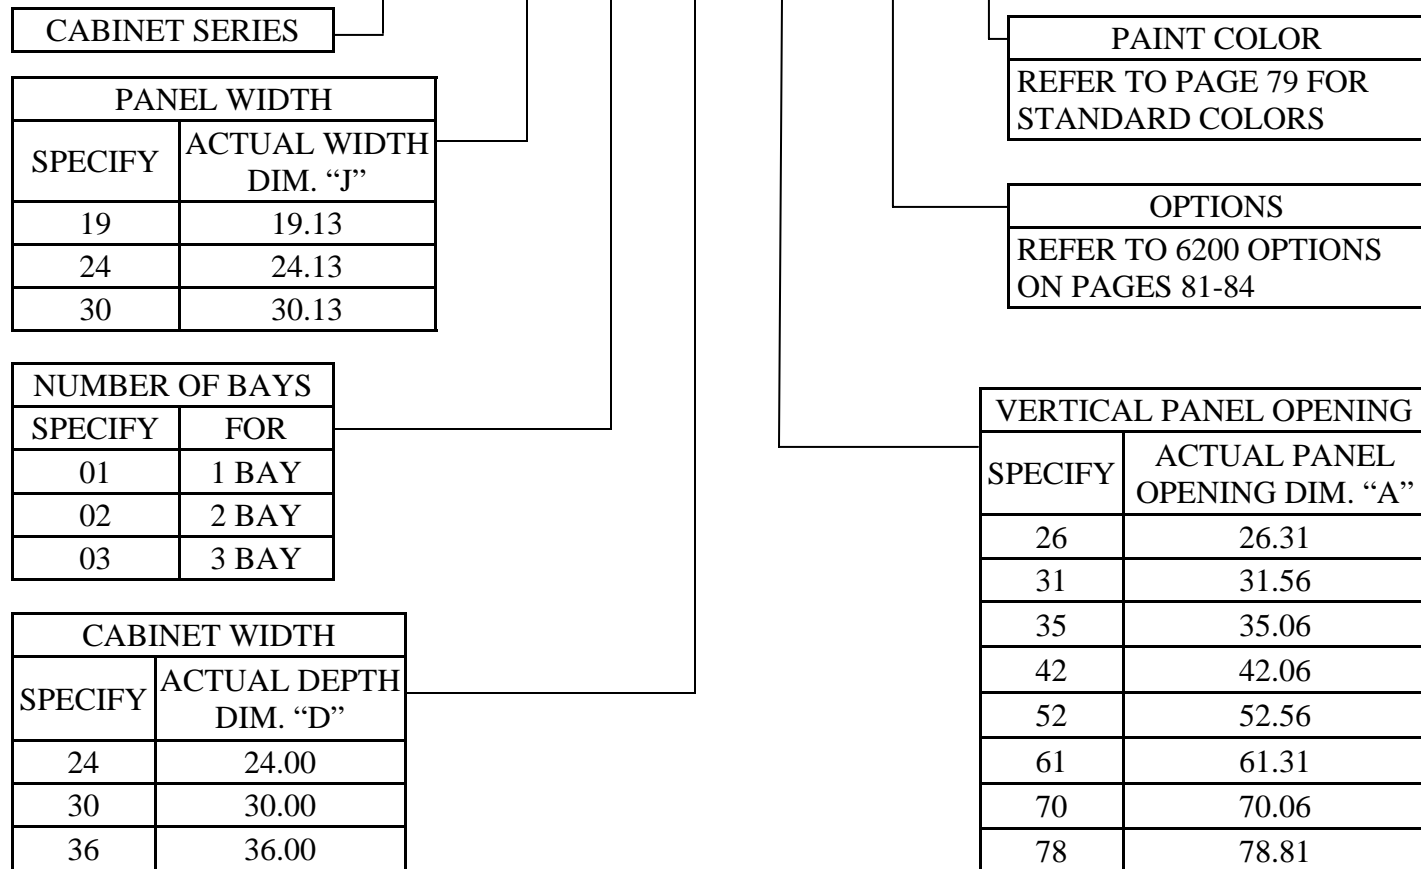 CABINET SERIES
PANEL WIDTH
SPECIFY
ACTUAL WIDTH
DIM. “J”
19 19.13
24 24.13
30 30.13
NUMBER OF BAYS
SPECIFY FOR
01 1 BAY
02 2 BAY
03 3 BAY
CABINET WIDTH
SPECIFY
ACTUAL DEPTH
DIM. “D”
24 24.00
30 30.00
36 36.00
PAINT COLOR
REFER TO PAGE 79 FOR
STANDARD COLORS
OPTIONS
REFER TO 6200 OPTIONS
ON PAGES 81-84
VERTICAL PANEL OPENING
SPECIFY
ACTUAL PANEL
OPENING DIM. “A”
26 26.31
31 31.56
35 35.06
42 42.06
52 52.56
61 61.31
70 70.06
78 78.81